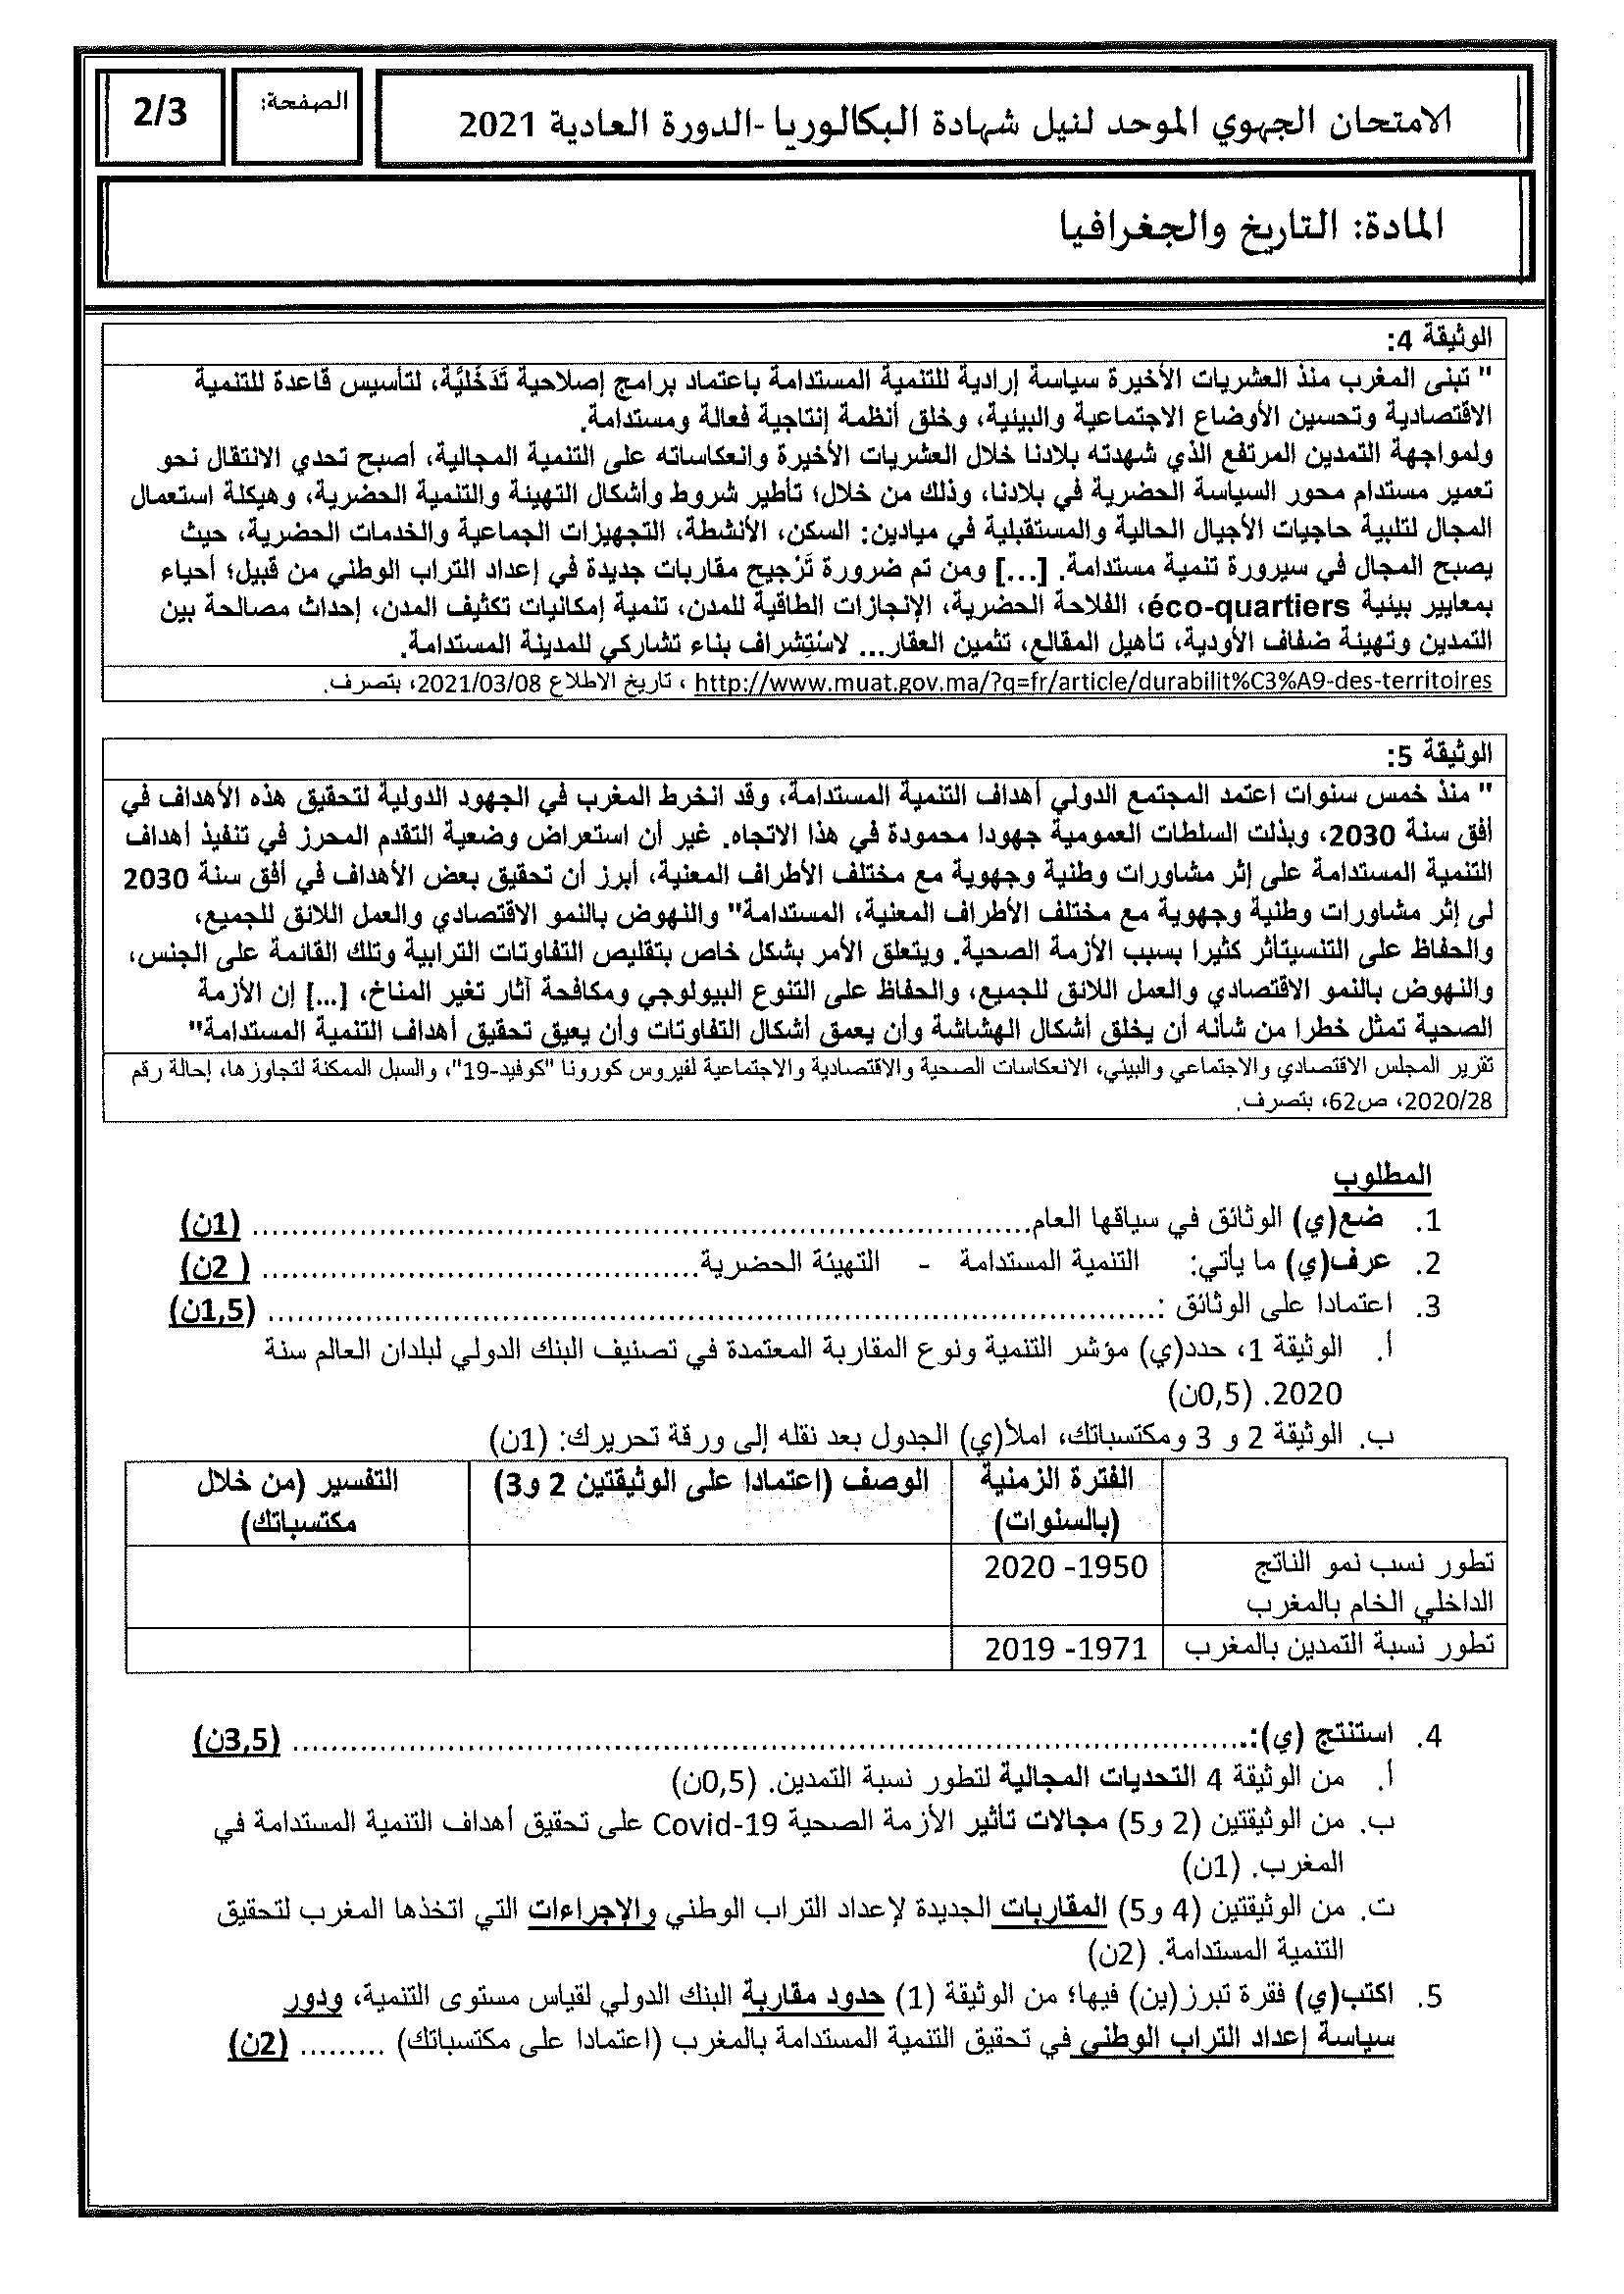 الامتحان الجهوي الموحد لنيل شهادة البكالوريا -الدورة العادية 2021
الصفحة:
2/3
المادة: التاريخ والجغرافيا
الوثيقة 4:
" تبنى المغرب منذ العشريات الأخيرة سياسة إرادية للتنمية المستدامة باعتماد برامج إصلاحية تَدَخُّليَّة، لتأسيس قاعدة للتنمية
الاقتصادية وتحسين الأوضاع الاجتماعية والبيئية، وخلق أنظمة إنتاجية فعالة ومستدامة.
ولمواجهة التمدين المرتفع الذي شهدته بلادنا خلال العشريات الأخيرة وانعكاساته على التنمية المجالية، أصبح تحدي الانتقال نحو
تعمير مستدام محور السياسة الحضرية في بلادنا، وذلك من خلال؛ تأطير شروط وأشكال التهيئة والتنمية الحضرية، وهيكلة استعمال
المجال لتلبية حاجيات الأجيال الحالية والمستقبلية في ميادين: السكن، الأنشطة، التجهيزات الجماعية والخدمات الحضرية، حيث
يصبح المجال في سيرورة تنمية مستدامة. [...] ومن تم ضرورة تَرْجيح مقاربات جديدة في إعداد التراب الوطني من قبيل؛ أحياء
بمعايير بيئية éco-quartiers، الفلاحة الحضرية، الإنجازات الطاقية للمدن، تنمية إمكانيات تكثيف المدن، إحداث مصالحة بين
التمدين وتهيئة ضفاف الأودية، تأهيل المقالع، تثمين العقار... لاسْتِشراف بناء تشاركي للمدينة المستدامة.
http://www.muat.gov.ma/?q=fr/article/durabilit%C3%A9-des-territoires ، تاريخ الاطلاع 2021/03/08، بتصرف.
الوثيقة 5:
" منذ خمس سنوات اعتمد المجتمع الدولي أهداف التنمية المستدامة، وقد انخرط المغرب في الجهود الدولية لتحقيق هذه الأهداف في
أفق سنة 2030، وبذلت السلطات العمومية جهودا محمودة في هذا الاتجاه. غير أن استعراض وضعية التقدم المحرز في تنفيذ أهداف
التنمية المستدامة على إثر مشاورات وطنية وجهوية مع مختلف الأطراف المعنية، أبرز أن تحقيق بعض الأهداف في أفق سنة 2030
لى إثر مشاورات وطنية وجهوية مع مختلف الأطراف المعنية، المستدامة" والنهوض بالنمو الاقتصادي والعمل اللائق للجميع،
والحفاظ على التنسيتاثر كثيرا بسبب الأزمة الصحية. ويتعلق الأمر بشكل خاص بتقليص التفاوتات الترابية وتلك القائمة على الجنس،
والنهوض بالنمو الاقتصادي والعمل اللائق للجميع، والحفاظ على التنوع البيولوجي ومكافحة آثار تغير المناخ، [...] إن الأزمة
الصحية تمثل خطرا من شأنه أن يخلق أشكال الهشاشة وأن يعمق أشكال التفاوتات وأن يعيق تحقيق أهداف التنمية المستدامة"
تقرير المجلس الاقتصادي والاجتماعي والبيئي، الانعكاسات الصحية والاقتصادية والاجتماعية لفيروس كورونا "كوفيد-19"، والسبل الممكنة لتجاوزها، إحالة رقم
2020/28، ص62، بتصرف.
المطلوب
1. ضع(ي) الوثائق في سياقها العام................................ (1ن)
2. عرف(ي) ما يأتي: التنمية المستدامة - التهيئة الحضرية................................ ( 2ن)
3. اعتمادا على الوثائق :................................ (1,5ن)
أ. الوثيقة 1، حدد(ي) مؤشر التنمية ونوع المقاربة المعتمدة في تصنيف البنك الدولي لبلدان العالم سنة
2020. (0,5ن)
ب. الوثيقة 2 و 3 ومكتسباتك، املأ(ي) الجدول بعد نقله إلى ورقة تحريرك: (1ن)
الفترة الزمنية (بالسنوات)
الوصف (اعتمادا على الوثيقتين 2 و3)
التفسير (من خلال مكتسباتك)
تطور نسب نمو الناتج الداخلي الخام بالمغرب
1950- 2020
تطور نسبة التمدين بالمغرب
1971- 2019
4. استنتج (ي):................................ (3,5ن)
أ. من الوثيقة 4 التحديات المجالية لتطور نسبة التمدين. (0,5ن)
ب. من الوثيقتين (2 و5) مجالات تأثير الأزمة الصحية Covid-19 على تحقيق أهداف التنمية المستدامة في
المغرب. (1ن)
ت. من الوثيقتين (4 و5) المقاربات الجديدة لإعداد التراب الوطني والإجراءات التي اتخذها المغرب لتحقيق
التنمية المستدامة. (2ن)
5. اكتب(ي) فقرة تبرز(ين) فيها؛ من الوثيقة (1) حدود مقاربة البنك الدولي لقياس مستوى التنمية، ودور
سياسة إعداد التراب الوطني في تحقيق التنمية المستدامة بالمغرب (اعتمادا على مكتسباتك) ......... (2ن)